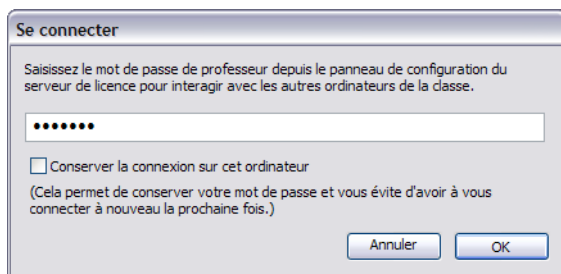 Se connecter
Saisissez le mot de passe de professeur depuis le panneau de configuration du
serveur de licence pour interagir avec les autres ordinateurs de la classe.
•••••••
Conserver la connexion sur cet ordinateur
(Cela permet de conserver votre mot de passe et vous évite d'avoir à vous
connecter à nouveau la prochaine fois.)
Annuler
OK